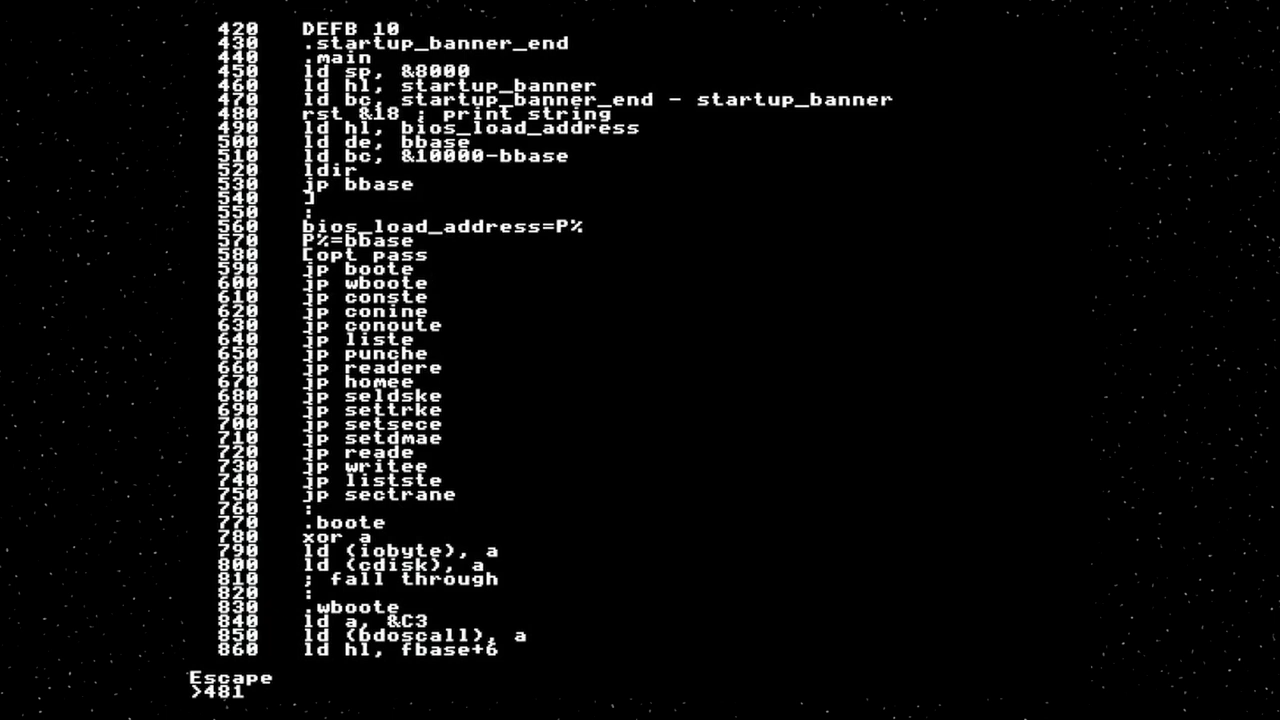 420 DEFB 10
430 .startup_banner_end
440 .main
450 ld sp, &8000
460 ld hl, startup_banner
470 ld bc, startup_banner_end - startup_banner
480 rst &18 ; print string
490 ld hl, bios_load_address
500 ld de, bbase
510 ld bc, &10000-bbase
520 ldir
530 jp bbase
540 ]
550 :
560 bios_load_address=P%
570 P%=bbase
580 [opt pass
590 jp boote
600 jp wboote
610 jp conste
620 jp conine
630 jp conoute
640 jp liste
650 jp punche
660 jp readere
670 jp homee
680 jp seldske
690 jp settrke
700 jp setsece
710 jp setdmae
720 jp reade
730 jp writee
740 jp listste
750 jp sectrane
760 :
770 .boote
780 xor a
790 ld (iobyte), a
800 ld (cdisk), a
810 ; fall through
820 :
830 .wboote
840 ld a, &C3
850 ld (bdoscall), a
860 ld hl, fbase+6
Escape
>481